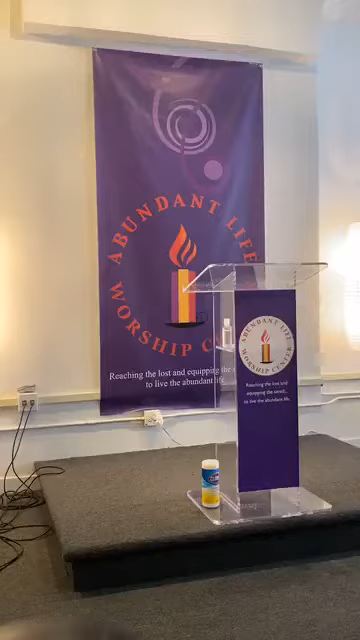 ABUNDANT LIFE
WORSHIP C
Reaching the lost and equipping the
to live the abundant life
ABUNDANT LIFE
WORSHIP CENTER
Reaching the lost and
equipping the saints,
to live the abundant life.